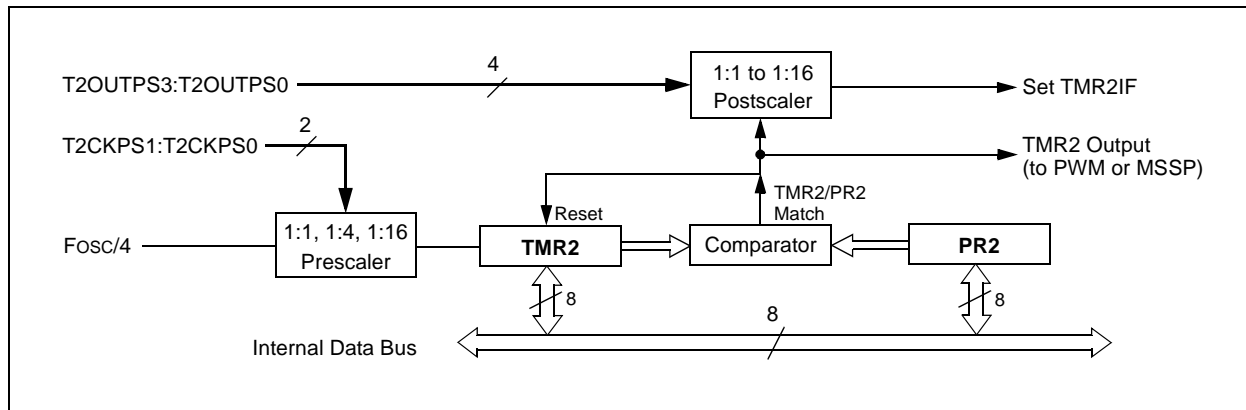 T2OUTPS3:T2OUTPS0
4
1:1 to 1:16
Postscaler
Set TMR2IF
T2CKPS1:T2CKPS0
2
TMR2 Output
(to PWM or MSSP)
TMR2/PR2
Match
Reset
FOSC/4
1:1, 1:4, 1:16
Prescaler
TMR2
Comparator
PR2
8
8
8
Internal Data Bus